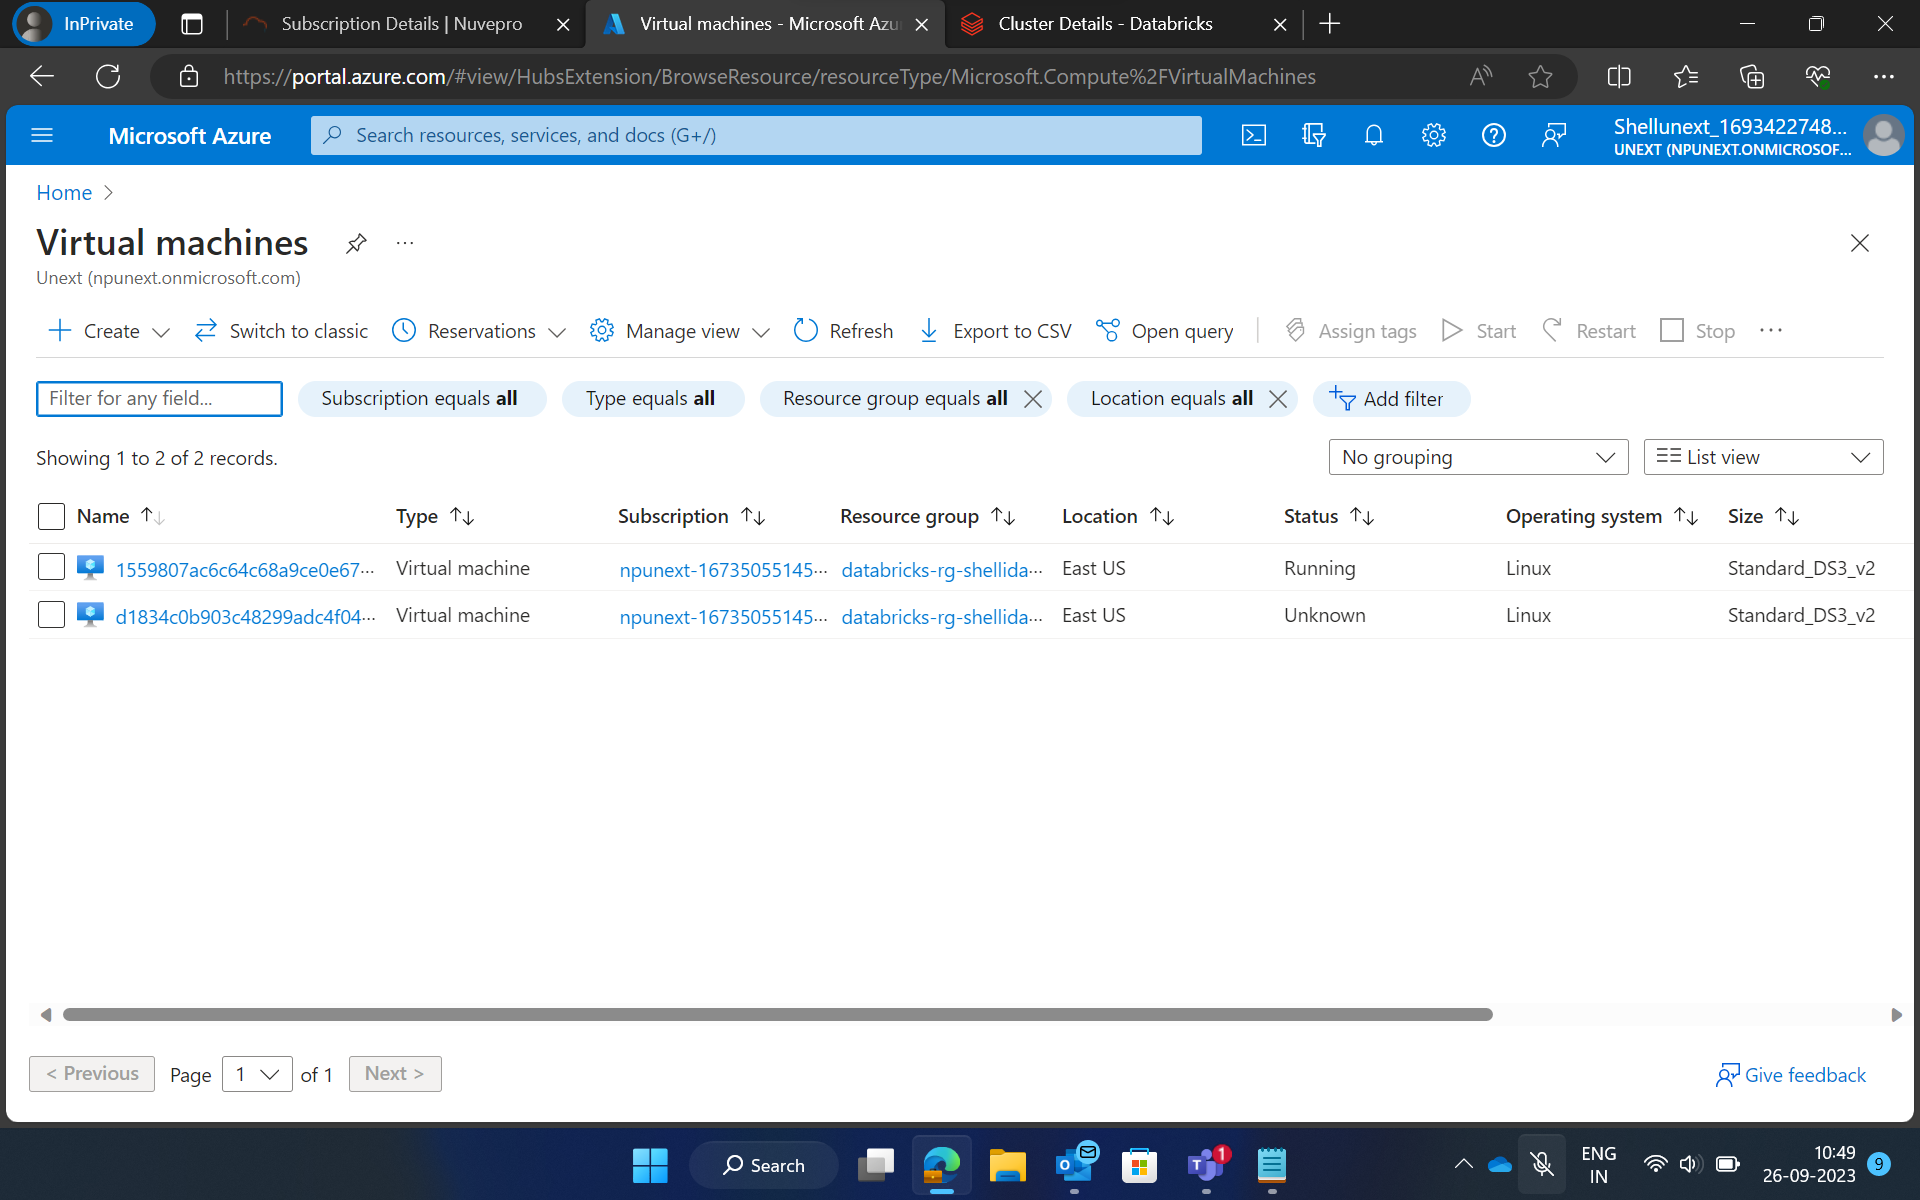 InPrivate
Subscription Details | Nuvepro
Virtual machines - Microsoft Azu
Cluster Details - Databricks
https://portal.azure.com/#view/HubsExtension/BrowseResource/resourceType/Microsoft.Compute%2FVirtualMachines
Microsoft Azure
Search resources, services, and docs (G+/)
Shellunext_1693422748...
UNEXT (NPUNEXT.ONMICROSOF...
Home >
Virtual machines
Unext (npunext.onmicrosoft.com)
Create
Switch to classic
Reservations
Manage view
Refresh
Export to CSV
Open query
Assign tags
Start
Restart
Stop
Filter for any field...
Subscription equals all
Type equals all
Resource group equals all
Location equals all
Add filter
Showing 1 to 2 of 2 records.
No grouping
List view
Name Type Subscription Resource group Location Status Operating system Size
1559807ac6c64c68a9ce0e67... Virtual machine npunext-16735055145... databricks-rg-shellida... East US Running Linux Standard_DS3_v2
d1834c0b903c48299adc4f04... Virtual machine npunext-16735055145... databricks-rg-shellida... East US Unknown Linux Standard_DS3_v2
< Previous Page 1 of 1 Next >
Give feedback
Search
1
ENG
IN
10:49
26-09-2023
9